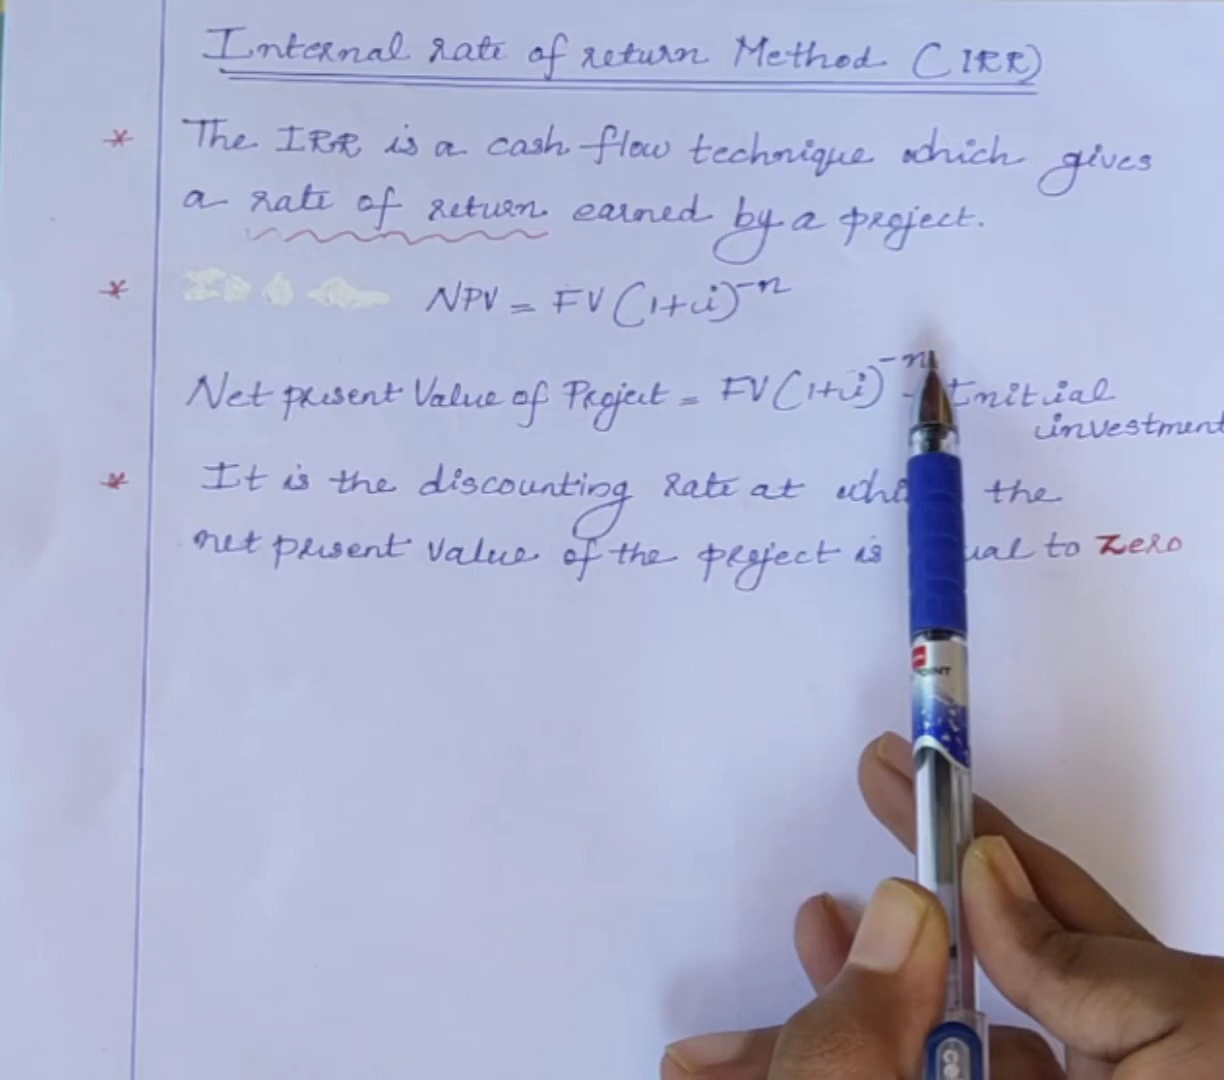 Internal rate of return Method (IRR)
* The IRR is a cash flow technique which gives
a rate of return earned by a project.
* NPV = FV (1+i)^-n
Net present Value of Project = FV (1+i)^-n - Initial
investment
* It is the discounting rate at the
net present value of the project is to Zero
POINT